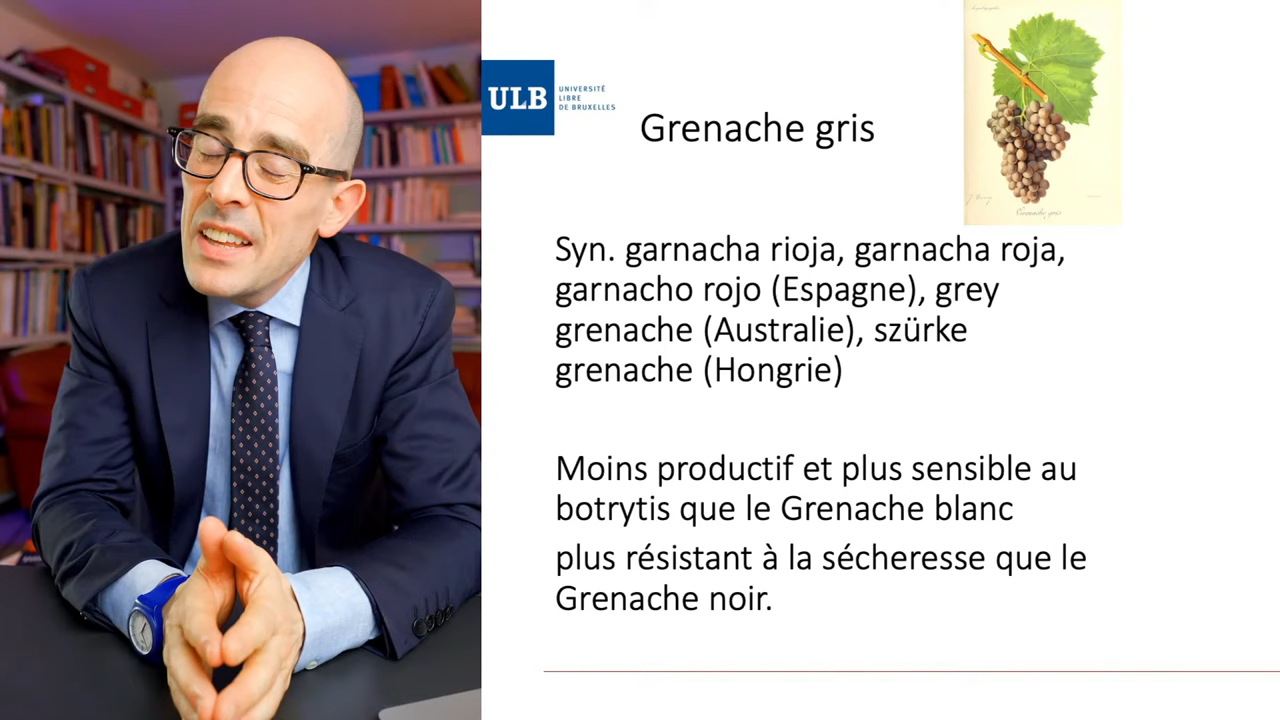 ULB
UNIVERSITÉ
LIBRE
DE BRUXELLES
Grenache gris
Grenache gris
Syn. garnacha rioja, garnacha roja,
garnacho rojo (Espagne), grey
grenache (Australie), szürke
grenache (Hongrie)
Moins productif et plus sensible au
botrytis que le Grenache blanc
plus résistant à la sécheresse que le
Grenache noir.